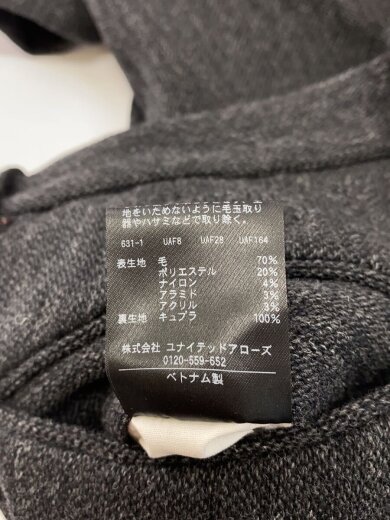 地をいためないように毛玉取り
器やハサミなどで取り除く。
631-1 UAF8 UAF28 UAF164
表生地 毛 70%
ポリエステル 20%
ナイロン 4%
アラミド 3%
アクリル 3%
裏生地 キュプラ 100%
株式会社 ユナイテッドアローズ
0120-559-652
ベトナム製